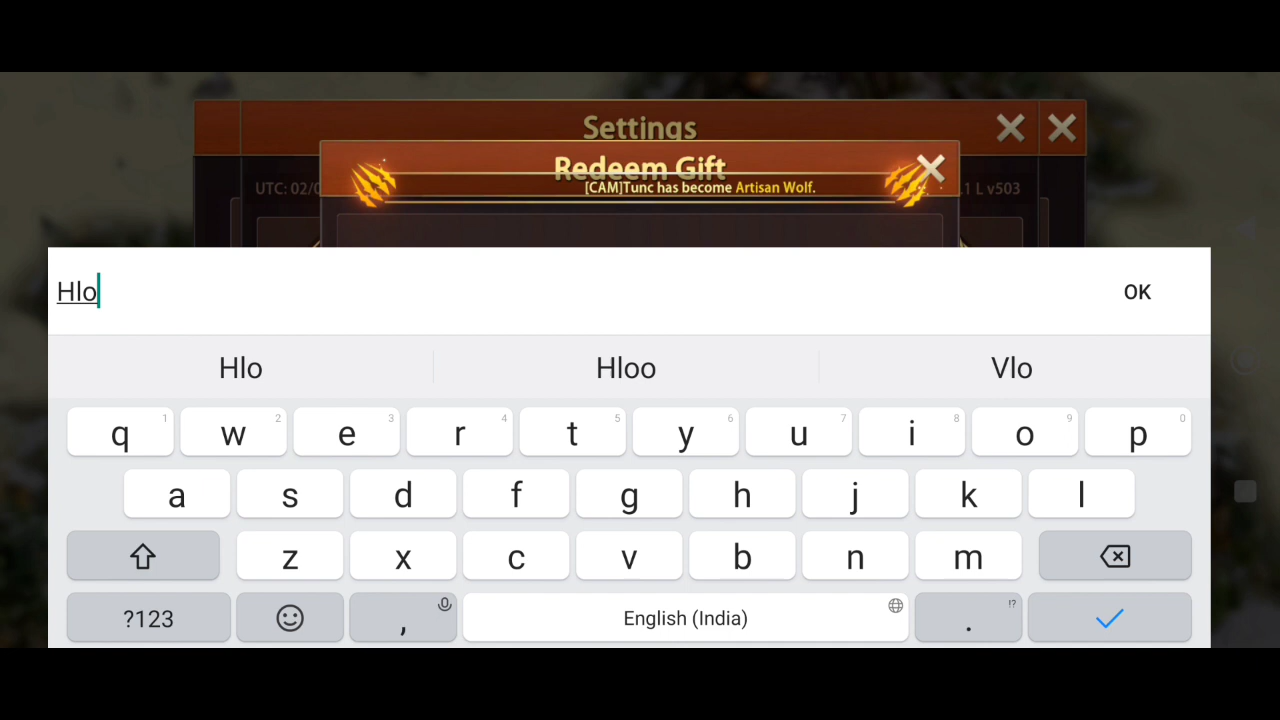 Settings
Redeem Gift
[CAM]Tunc has become Artisan Wolf.
UTC: 02/0
.1 L v503
Hlo
OK
Hlo Hloo Vlo
q 1 w 2 e 3 r 4 t 5 y 6 u 7 i 8 o 9 p 0
a s d f g h j k l
z x c v b n m
?123 , English (India) . !?